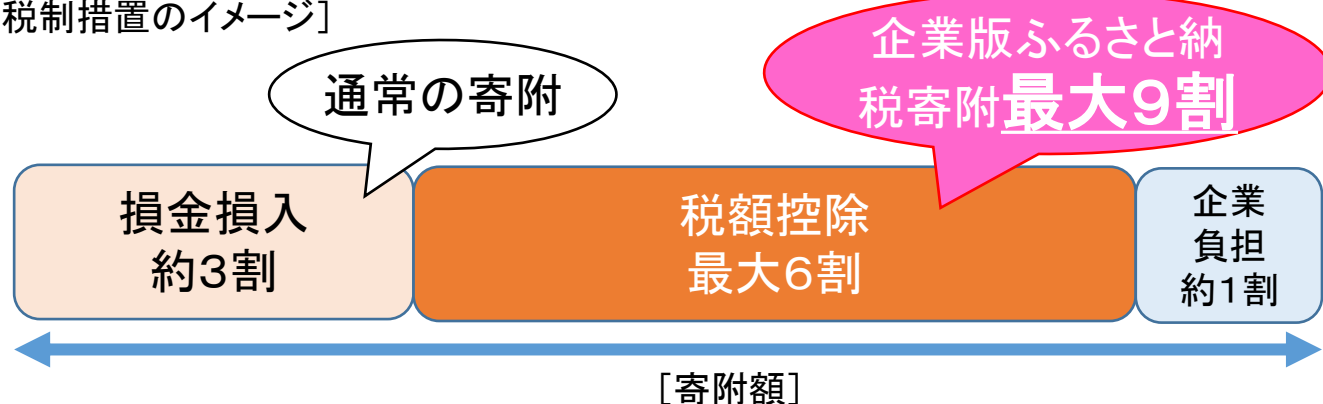 税制措置のイメージ]
通常の寄附
企業版ふるさと納
税寄附最大9割
損金損入
約3割
税額控除
最大6割
企業
負担
約1割
[寄附額]